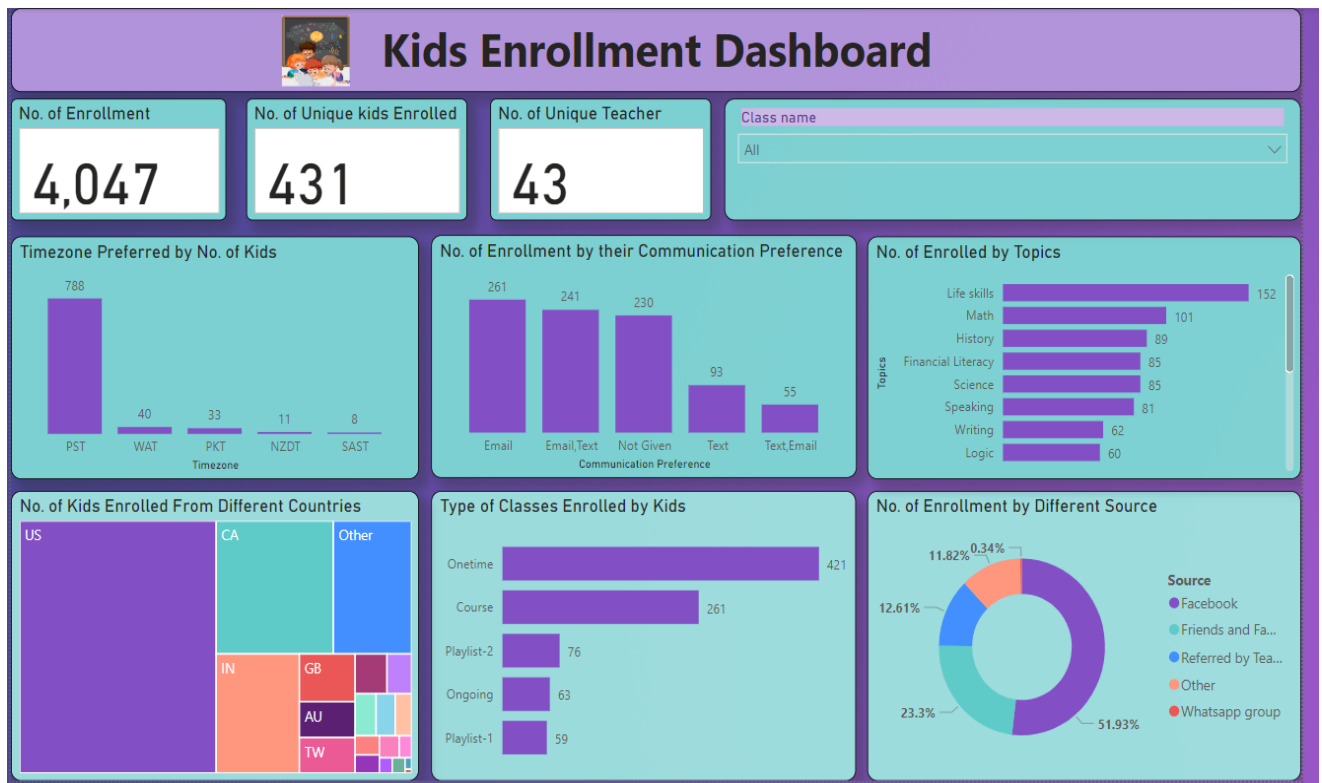 Kids Enrollment Dashboard
No. of Enrollment
4,047
No. of Unique kids Enrolled
431
No. of Unique Teacher
43
Class name
All
Timezone Preferred by No. of Kids
788
40
33
11
8
PST
WAT
PKT
NZDT
SAST
Timezone
No. of Enrollment by their Communication Preference
261
241
230
93
55
Email
Email,Text
Not Given
Text
Text,Email
Communication Preference
No. of Enrolled by Topics
Topics
Life skills 152
Math 101
History 89
Financial Literacy 85
Science 85
Speaking 81
Writing 62
Logic 60
No. of Kids Enrolled From Different Countries
US
CA
Other
IN
GB
AU
TW
Type of Classes Enrolled by Kids
Onetime 421
Course 261
Playlist-2 76
Ongoing 63
Playlist-1 59
No. of Enrollment by Different Source
0.34%
11.82%
12.61%
23.3%
51.93%
Source
Facebook
Friends and Fa...
Referred by Tea...
Other
Whatsapp group